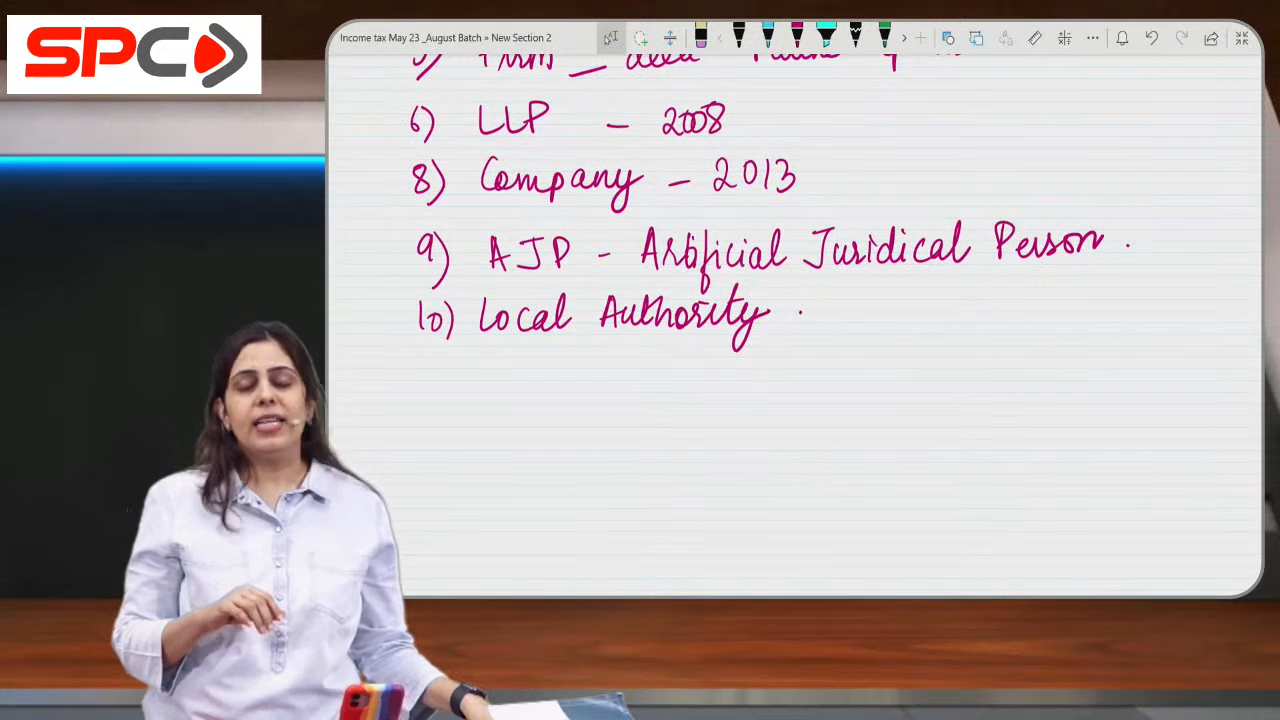 SPC
Income tax May 23 _August Batch » New Section 2
6) LLP - 2008
8) Company - 2013
9) AJP - Artificial Juridical Person.
10) Local Authority.